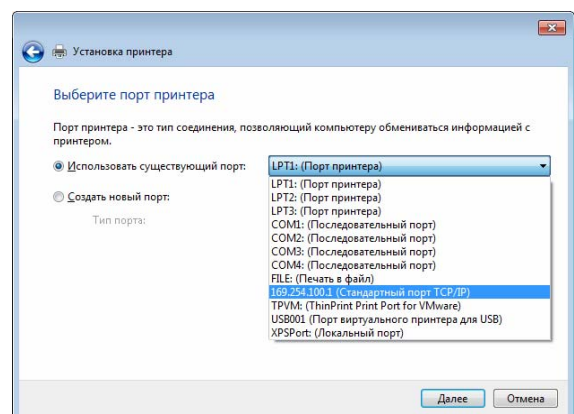 Установка принтера
Выберите порт принтера
Порт принтера - это тип соединения, позволяющий компьютеру обмениваться информацией с
принтером.
Использовать существующий порт:
LPT1: (Порт принтера)
LPT1: (Порт принтера)
LPT2: (Порт принтера)
LPT3: (Порт принтера)
COM1: (Последовательный порт)
COM2: (Последовательный порт)
COM3: (Последовательный порт)
COM4: (Последовательный порт)
FILE: (Печать в файл)
169.254.100.1 (Стандартный порт TCP/IP)
TPVM: (ThinPrint Print Port for VMware)
USB001 (Порт виртуального принтера для USB)
XPSPort: (Локальный порт)
Создать новый порт:
Тип порта:
Далее
Отмена